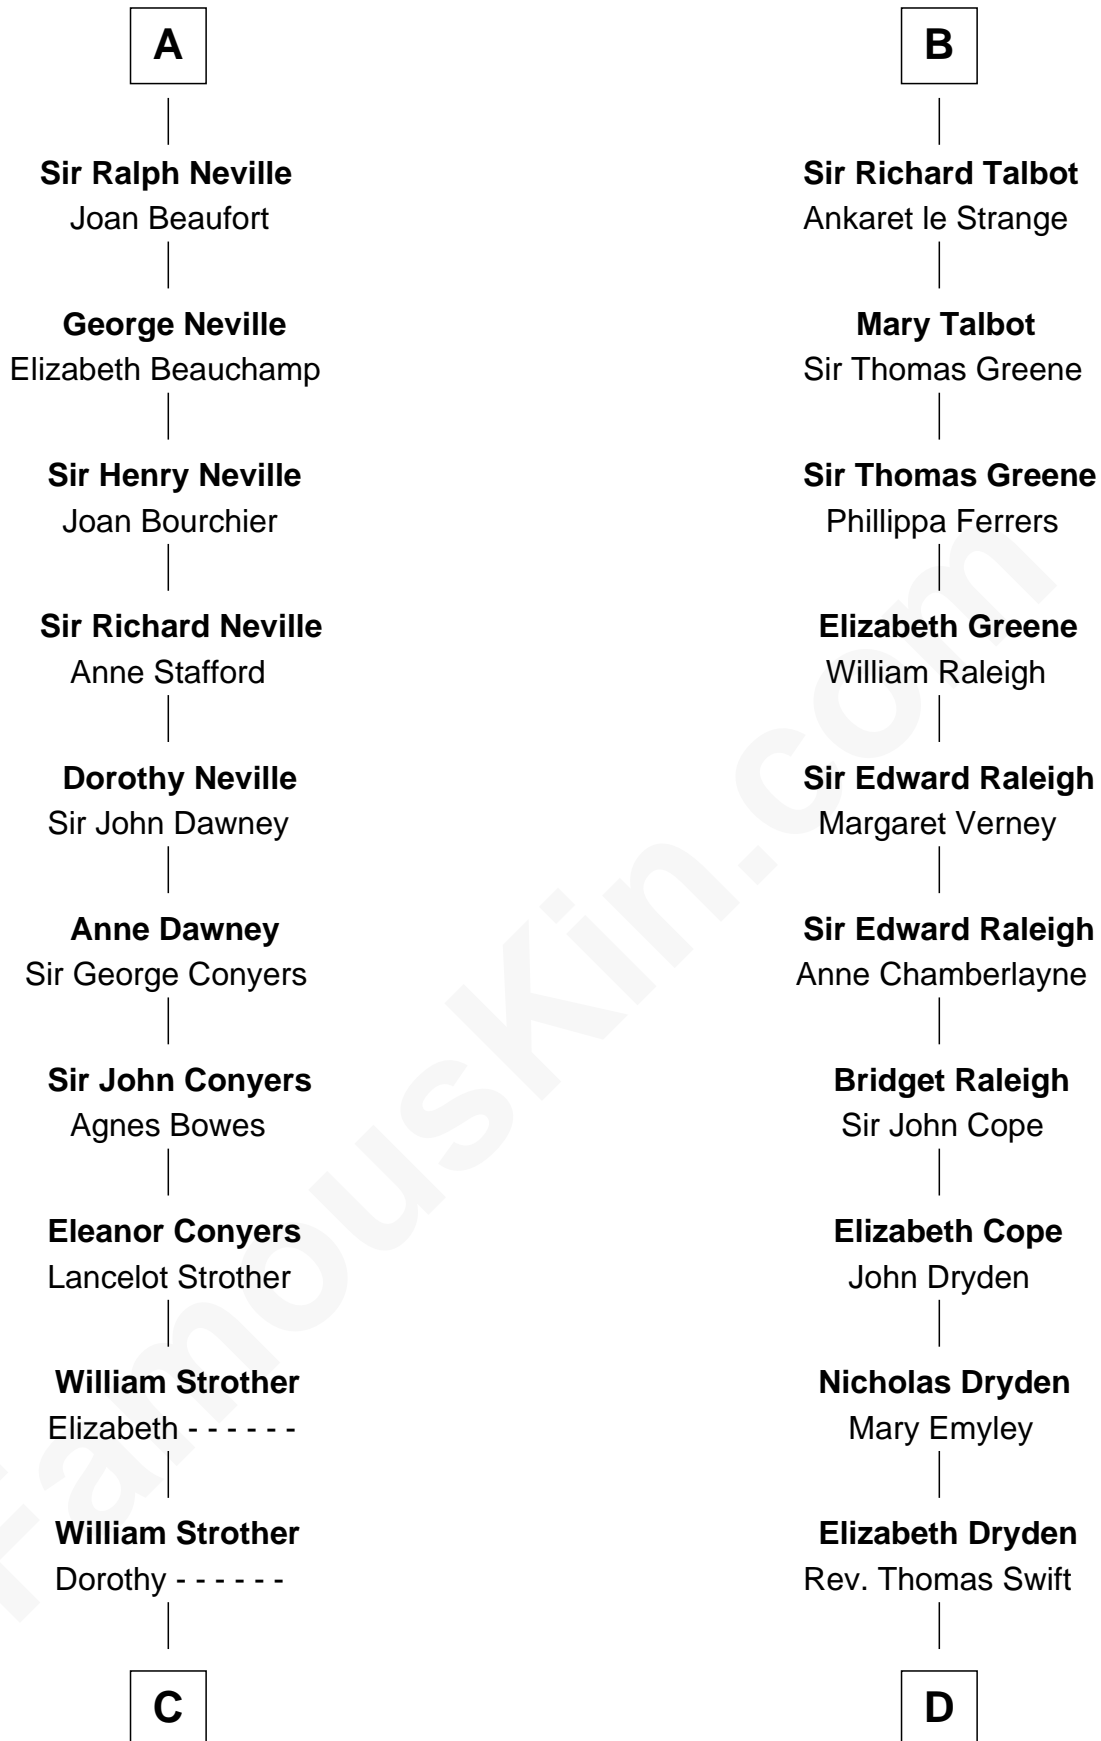 A
Sir Ralph Neville
Joan Beaufort
George Neville
Elizabeth Beauchamp
Sir Henry Neville
Joan Bourchier
Sir Richard Neville
Anne Stafford
Dorothy Neville
Sir John Dawney
Anne Dawney
Sir George Conyers
Sir John Conyers
Agnes Bowes
Eleanor Conyers
Lancelot Strother
William Strother
Elizabeth - - - - - -
William Strother
Dorothy - - - - - -
C
B
Sir Richard Talbot
Ankaret le Strange
Mary Talbot
Sir Thomas Greene
Sir Thomas Greene
Phillippa Ferrers
Elizabeth Greene
William Raleigh
Sir Edward Raleigh
Margaret Verney
Sir Edward Raleigh
Anne Chamberlayne
Bridget Raleigh
Sir John Cope
Elizabeth Cope
John Dryden
Nicholas Dryden
Mary Emyley
Elizabeth Dryden
Rev. Thomas Swift
D
FamousKin.com